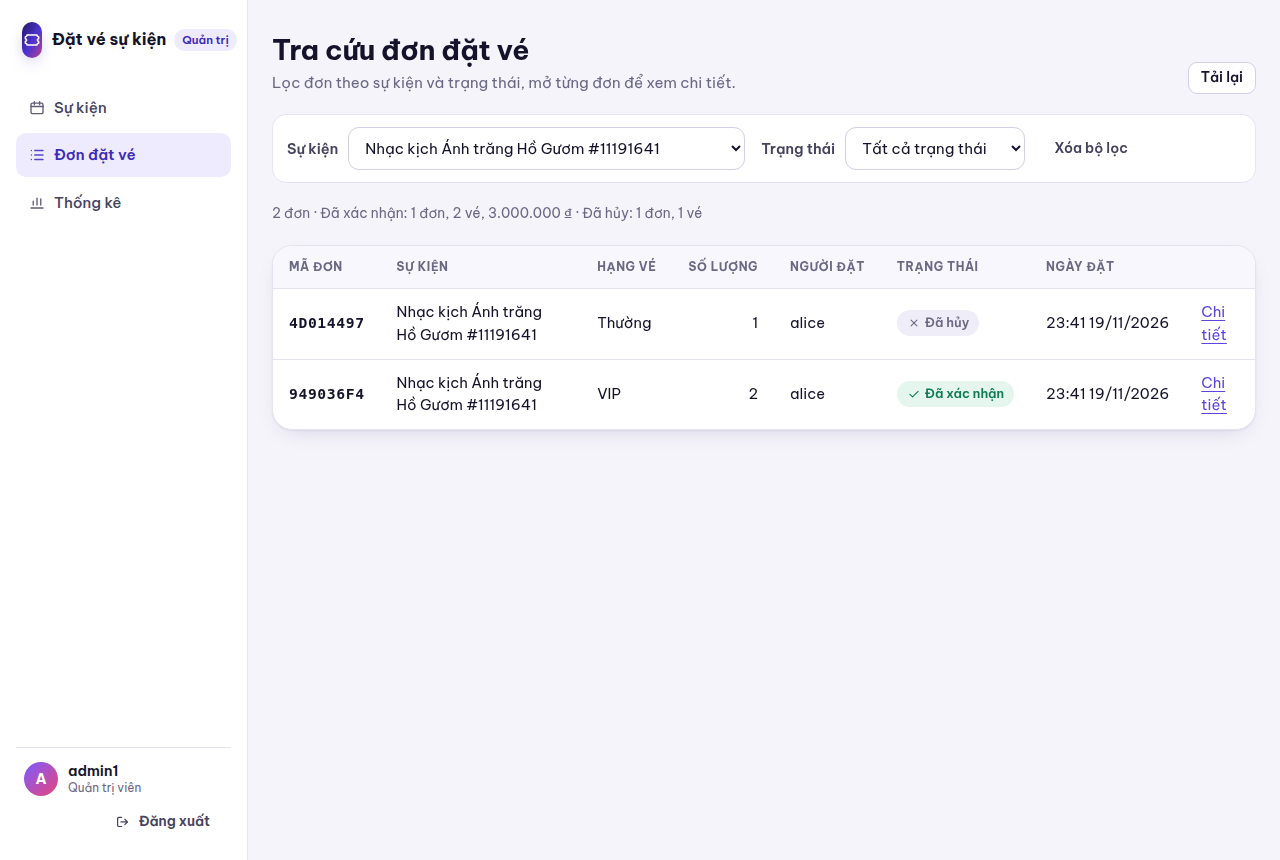 Đặt vé sự kiện Quản trị
Sự kiện
Đơn đặt vé
Thống kê
admin1
A
Quản trị viên
Đăng xuất
Tra cứu đơn đặt vé
Lọc đơn theo sự kiện và trạng thái, mở từng đơn để xem chi tiết.
Tải lại
Sự kiện Nhạc kịch Ánh trăng Hồ Gươm #11191641 Trạng thái Tất cả trạng thái Xóa bộ lọc
2 đơn · Đã xác nhận: 1 đơn, 2 vé, 3.000.000 ₫ · Đã hủy: 1 đơn, 1 vé
MÃ ĐƠN SỰ KIỆN HẠNG VÉ SỐ LƯỢNG NGƯỜI ĐẶT TRẠNG THÁI NGÀY ĐẶT
4D014497 Nhạc kịch Ánh trăng Thường 1 alice Đã hủy 23:41 19/11/2026 Chi
Hồ Gươm #11191641 tiết
949036F4 Nhạc kịch Ánh trăng VIP 2 alice Đã xác nhận 23:41 19/11/2026 Chi
Hồ Gươm #11191641 tiết